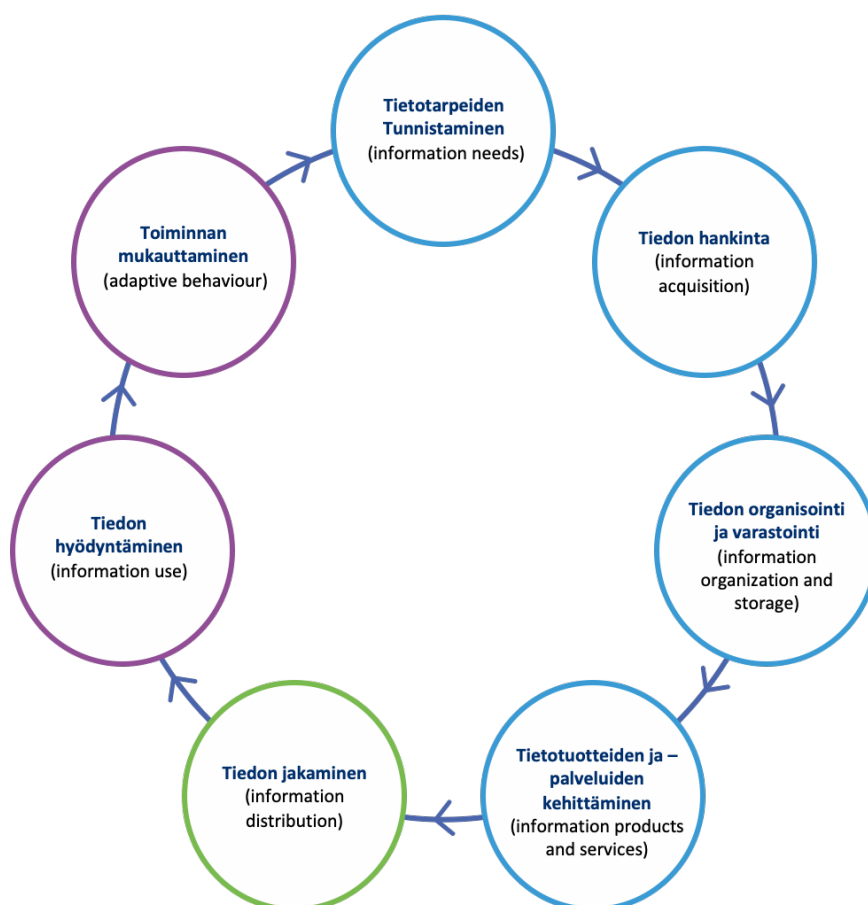 Tietotarpeiden
Tunnistaminen
(information needs)
Tiedon hankinta
(information
acquisition)
Tiedon organisointi
ja varastointi
(information
organization and
storage)
Tietotuotteiden ja –
palveluiden
kehittäminen
(information products
and services)
Tiedon jakaminen
(information
distribution)
Tiedon
hyödyntäminen
(information use)
Toiminnan
mukauttaminen
(adaptive behaviour)